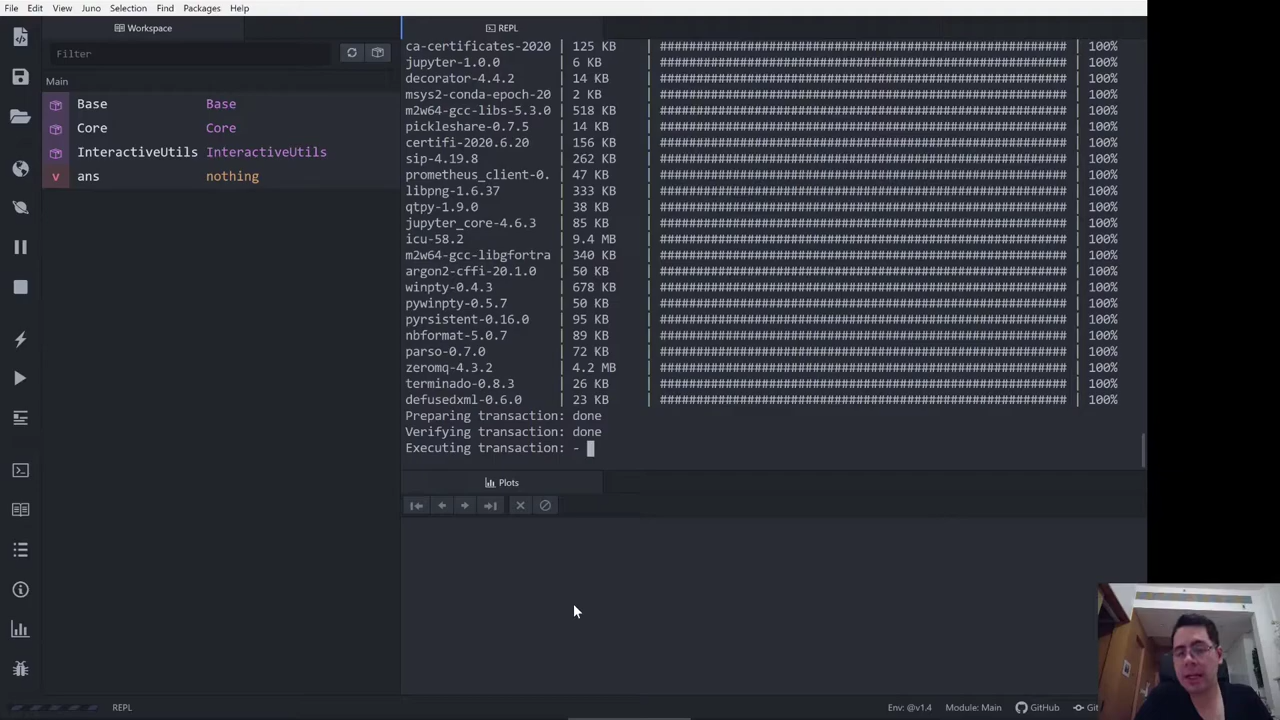 File Edit View Juno Selection Find Packages Help
Workspace
Filter
Main
Base Base
Core Core
InteractiveUtils InteractiveUtils
v ans nothing
REPL
ca-certificates-2020 | 125 KB | ################################################## | 100%
jupyter-1.0.0 | 6 KB | ################################################## | 100%
decorator-4.4.2 | 14 KB | ################################################## | 100%
msys2-conda-epoch-20 | 2 KB | ################################################## | 100%
m2w64-gcc-libs-5.3.0 | 518 KB | ################################################## | 100%
pickleshare-0.7.5 | 14 KB | ################################################## | 100%
certifi-2020.6.20 | 156 KB | ################################################## | 100%
sip-4.19.8 | 262 KB | ################################################## | 100%
prometheus_client-0. | 47 KB | ################################################## | 100%
libpng-1.6.37 | 333 KB | ################################################## | 100%
qtpy-1.9.0 | 38 KB | ################################################## | 100%
jupyter_core-4.6.3 | 85 KB | ################################################## | 100%
icu-58.2 | 9.4 MB | ################################################## | 100%
m2w64-gcc-libgfortra | 340 KB | ################################################## | 100%
argon2-cffi-20.1.0 | 50 KB | ################################################## | 100%
winpty-0.4.3 | 678 KB | ################################################## | 100%
pywinpty-0.5.7 | 50 KB | ################################################## | 100%
pyrsistent-0.16.0 | 95 KB | ################################################## | 100%
nbformat-5.0.7 | 89 KB | ################################################## | 100%
parso-0.7.0 | 72 KB | ################################################## | 100%
zeromq-4.3.2 | 4.2 MB | ################################################## | 100%
terminado-0.8.3 | 26 KB | ################################################## | 100%
defusedxml-0.6.0 | 23 KB | ################################################## | 100%
Preparing transaction: done
Verifying transaction: done
Executing transaction: -
Plots
REPL Env: @v1.4 Module: Main GitHub Git